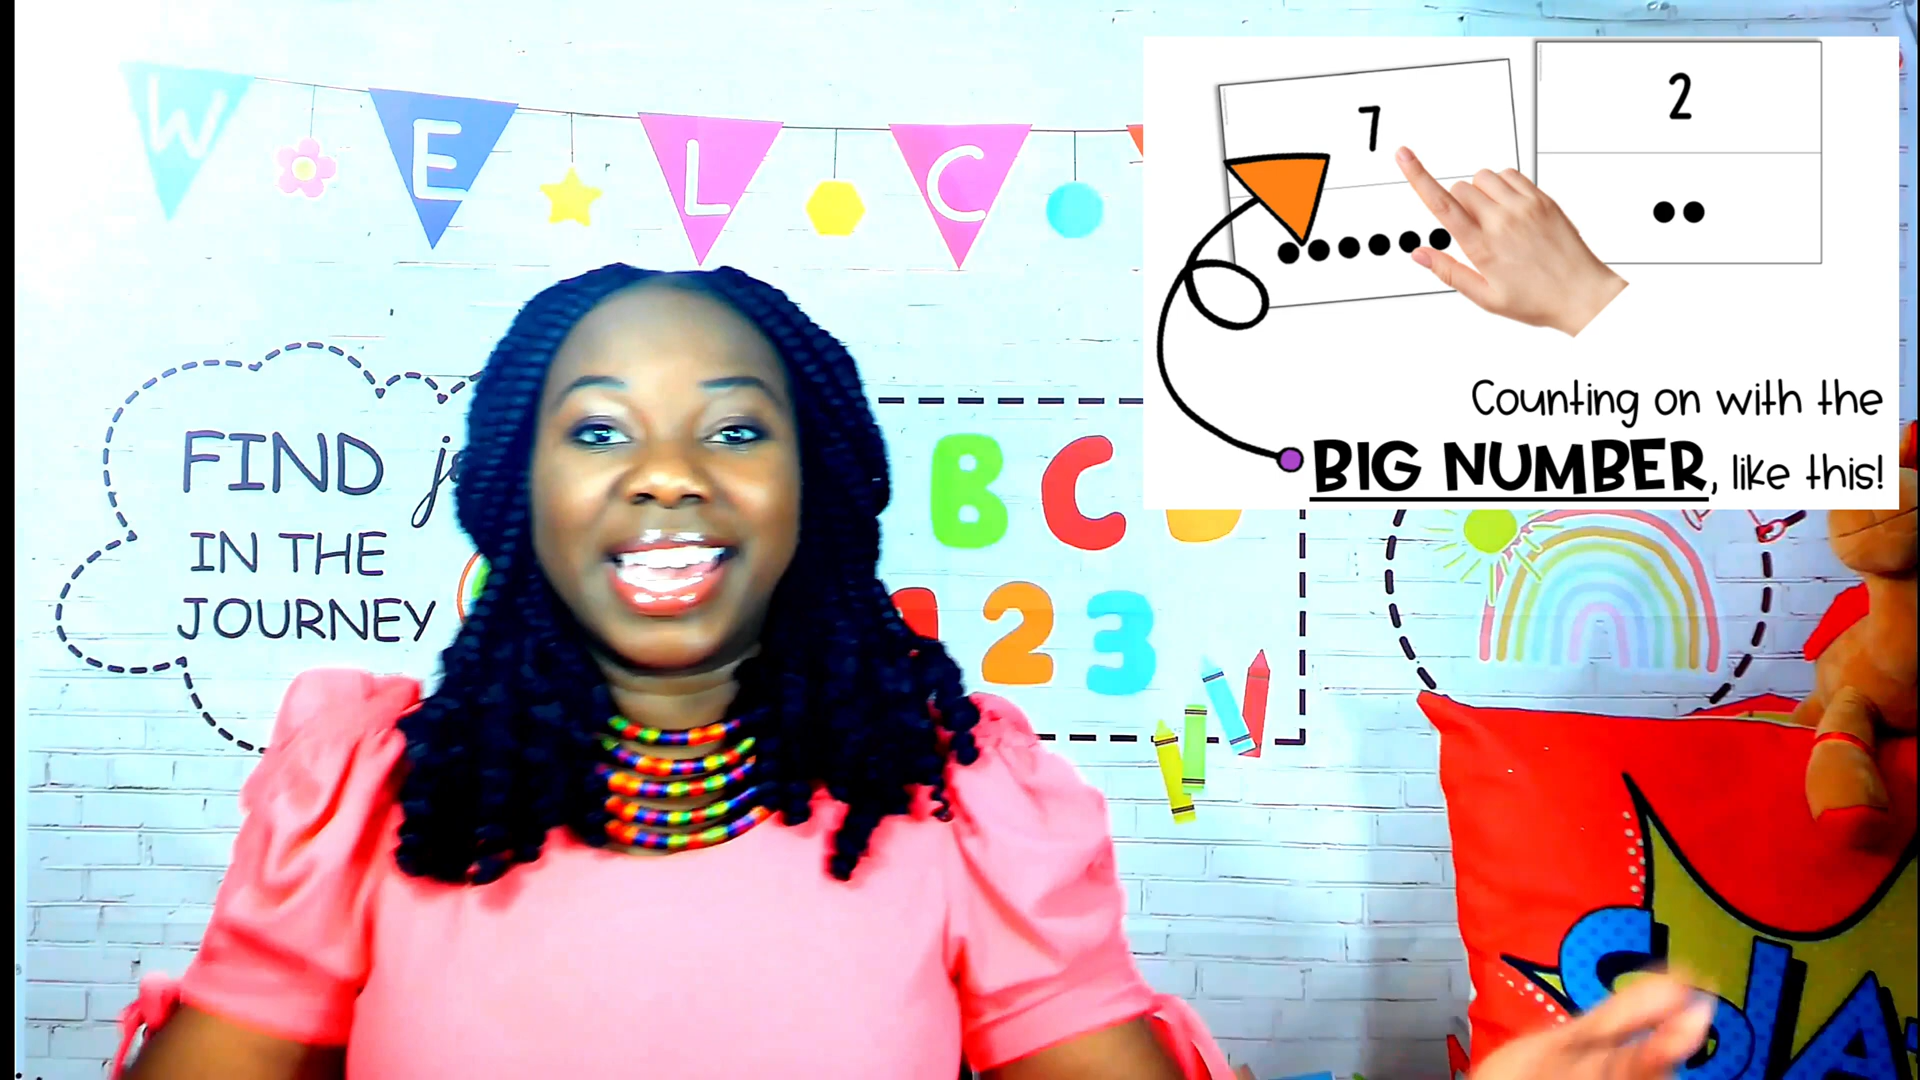 W E L C
7
2
Counting on with the
BIG NUMBER, like this!
FIND
IN THE
JOURNEY
B C
2 3